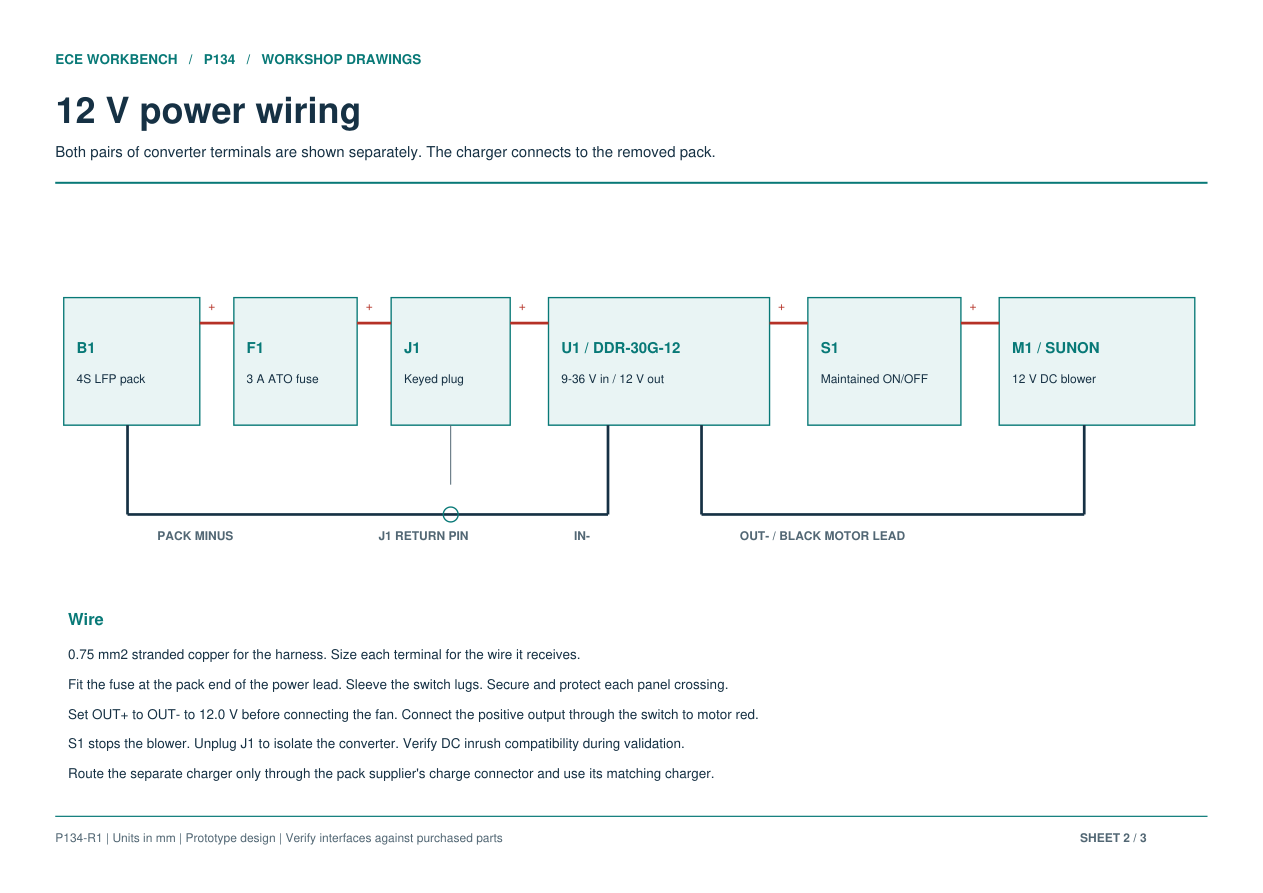 ECE WORKBENCH / P134 / WORKSHOP DRAWINGS
12 V power wiring
Both pairs of converter terminals are shown separately. The charger connects to the removed pack.
+ + + + +
B1 F1 J1 U1 / DDR-30G-12 S1 M1 / SUNON
4S LFP pack 3 A ATO fuse Keyed plug 9-36 V in / 12 V out Maintained ON/OFF 12 V DC blower
PACK MINUS J1 RETURN PIN IN- OUT- / BLACK MOTOR LEAD
Wire
0.75 mm2 stranded copper for the harness. Size each terminal for the wire it receives.
Fit the fuse at the pack end of the power lead. Sleeve the switch lugs. Secure and protect each panel crossing.
Set OUT+ to OUT- to 12.0 V before connecting the fan. Connect the positive output through the switch to motor red.
S1 stops the blower. Unplug J1 to isolate the converter. Verify DC inrush compatibility during validation.
Route the separate charger only through the pack supplier's charge connector and use its matching charger.
P134-R1 | Units in mm | Prototype design | Verify interfaces against purchased parts SHEET 2 / 3